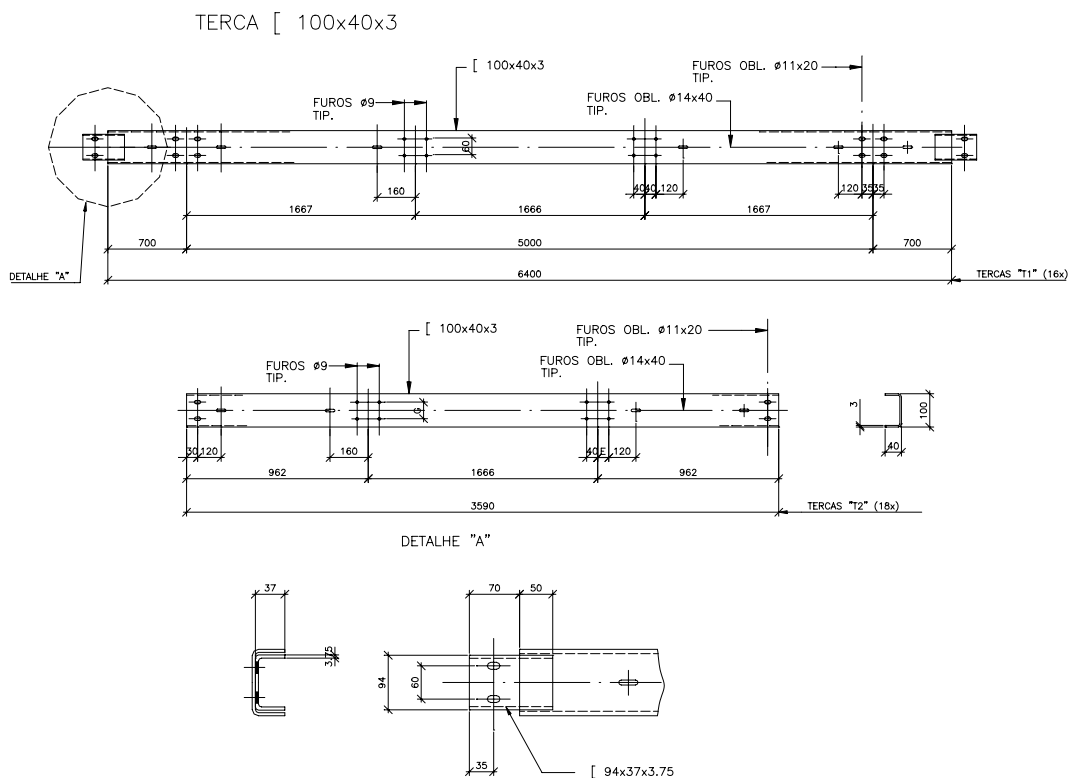 TERCA [ 100x40x3
[ 100x40x3
FUROS OBL. ø11x20
TIP.
FUROS ø9
TIP.
FUROS OBL. ø14x40
TIP.
60
160
40 40 120
120 35 35
1667
1666
1667
700
5000
700
DETALHE "A"
6400
TERCAS "T1" (16x)
[ 100x40x3
FUROS OBL. ø11x20
TIP.
FUROS ø9
TIP.
FUROS OBL. ø14x40
TIP.
G
3
100
40
30 120
160
40 E 120
962
1666
962
3590
TERCAS "T2" (18x)
DETALHE "A"
37
70
50
3.75
94
60
35
[ 94x37x3.75